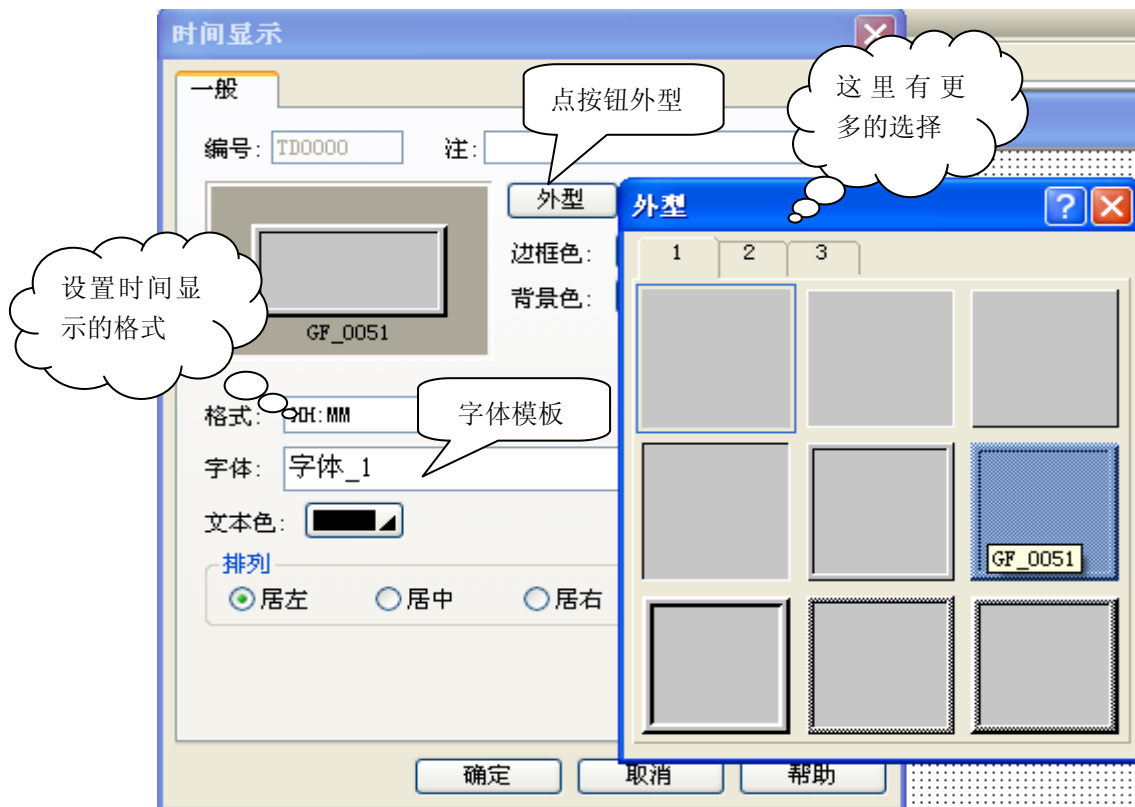 时间显示
一般
点按钮外型
这里有更
多的选择
编号:
TD0000
注:
外型
外型
1
2
3
边框色:
背景色:
设置时间显
示的格式
GF_0051
格式:
:MM
字体模板
字体:
字体_1
GF_0051
文本色:
排列
居左
居中
居右
确定
取消
帮助